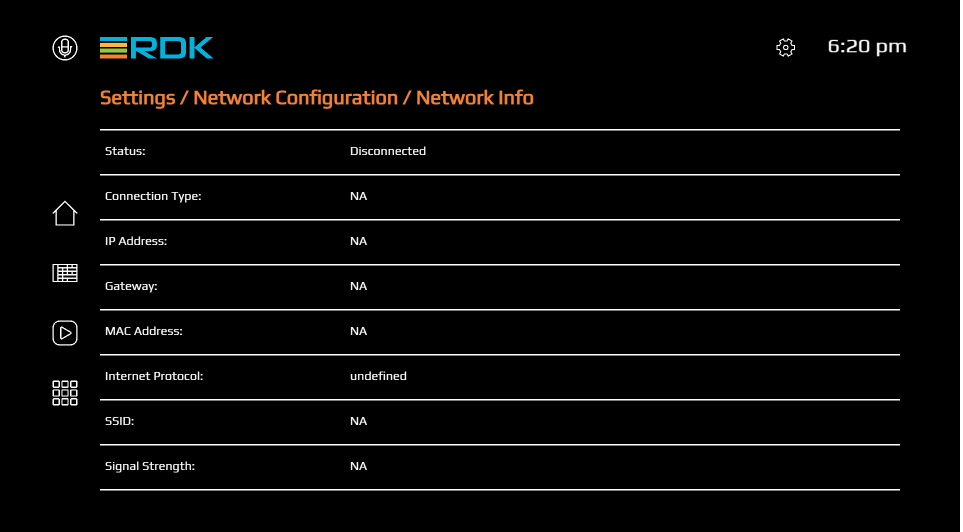 RDK
6:20 pm
Settings / Network Configuration / Network Info
Status: Disconnected
Connection Type: NA
IP Address: NA
Gateway: NA
MAC Address: NA
Internet Protocol: undefined
SSID: NA
Signal Strength: NA